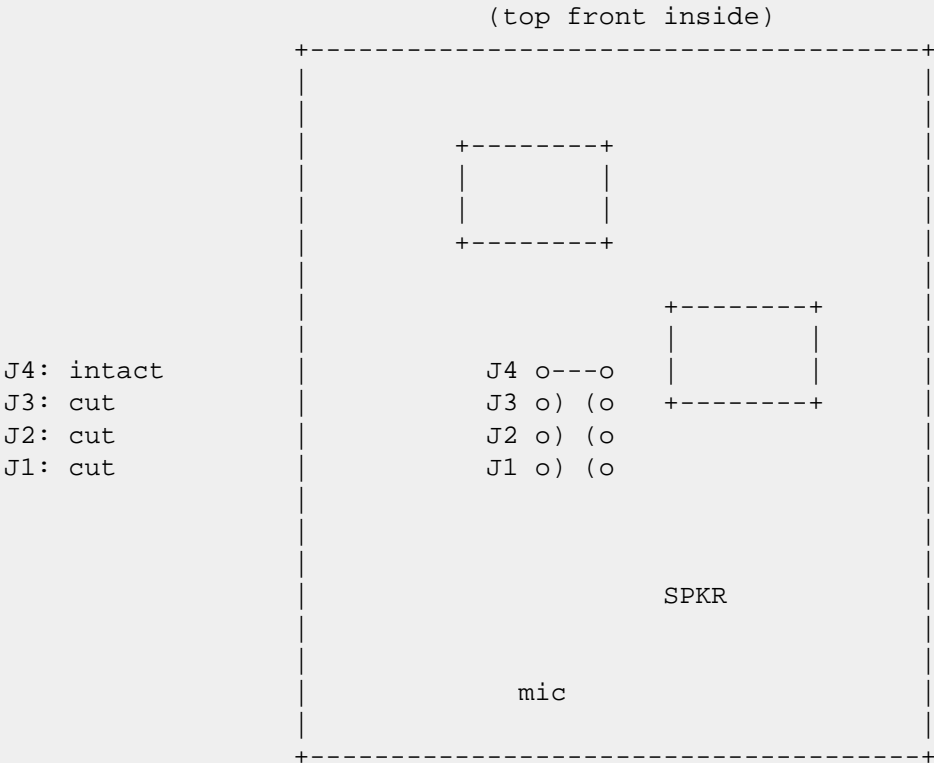 (top front inside)
J4: intact J4 o---o
J3: cut J3 o) (o
J2: cut J2 o) (o
J1: cut J1 o) (o
SPKR
mic